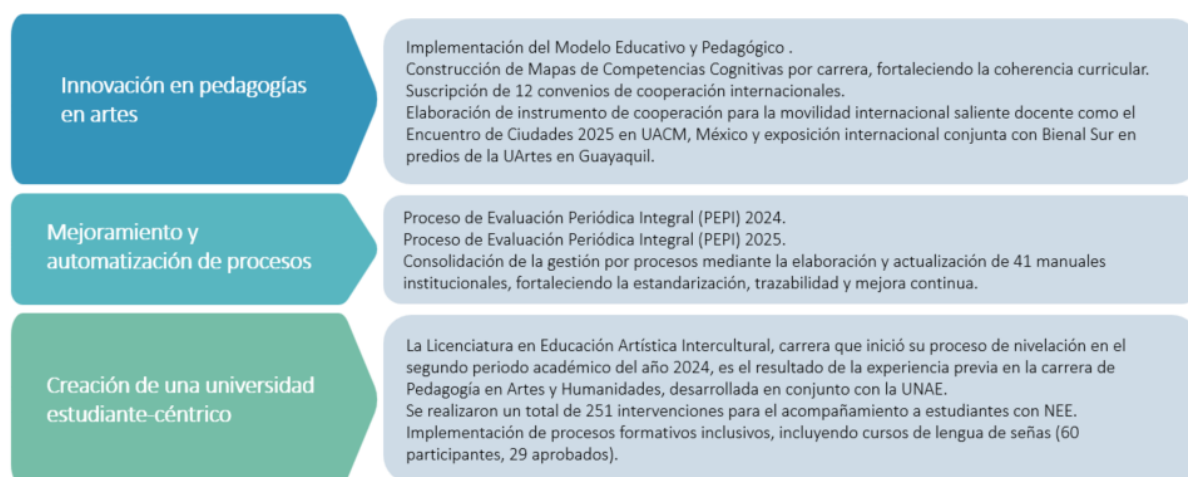 Innovación en pedagogías
en artes
Implementación del Modelo Educativo y Pedagógico .
Construcción de Mapas de Competencias Cognitivas por carrera, fortaleciendo la coherencia curricular.
Suscripción de 12 convenios de cooperación internacionales.
Elaboración de instrumento de cooperación para la movilidad internacional saliente docente como el
Encuentro de Ciudades 2025 en UACM, México y exposición internacional conjunta con Bienal Sur en
predios de la UArtes en Guayaquil.
Mejoramiento y
automatización de procesos
Proceso de Evaluación Periódica Integral (PEPI) 2024.
Proceso de Evaluación Periódica Integral (PEPI) 2025.
Consolidación de la gestión por procesos mediante la elaboración y actualización de 41 manuales
institucionales, fortaleciendo la estandarización, trazabilidad y mejora continua.
Creación de una universidad
estudiante-céntrico
La Licenciatura en Educación Artística Intercultural, carrera que inició su proceso de nivelación en el
segundo periodo académico del año 2024, es el resultado de la experiencia previa en la carrera de
Pedagogía en Artes y Humanidades, desarrollada en conjunto con la UNAE.
Se realizaron un total de 251 intervenciones para el acompañamiento a estudiantes con NEE.
Implementación de procesos formativos inclusivos, incluyendo cursos de lengua de señas (60
participantes, 29 aprobados).